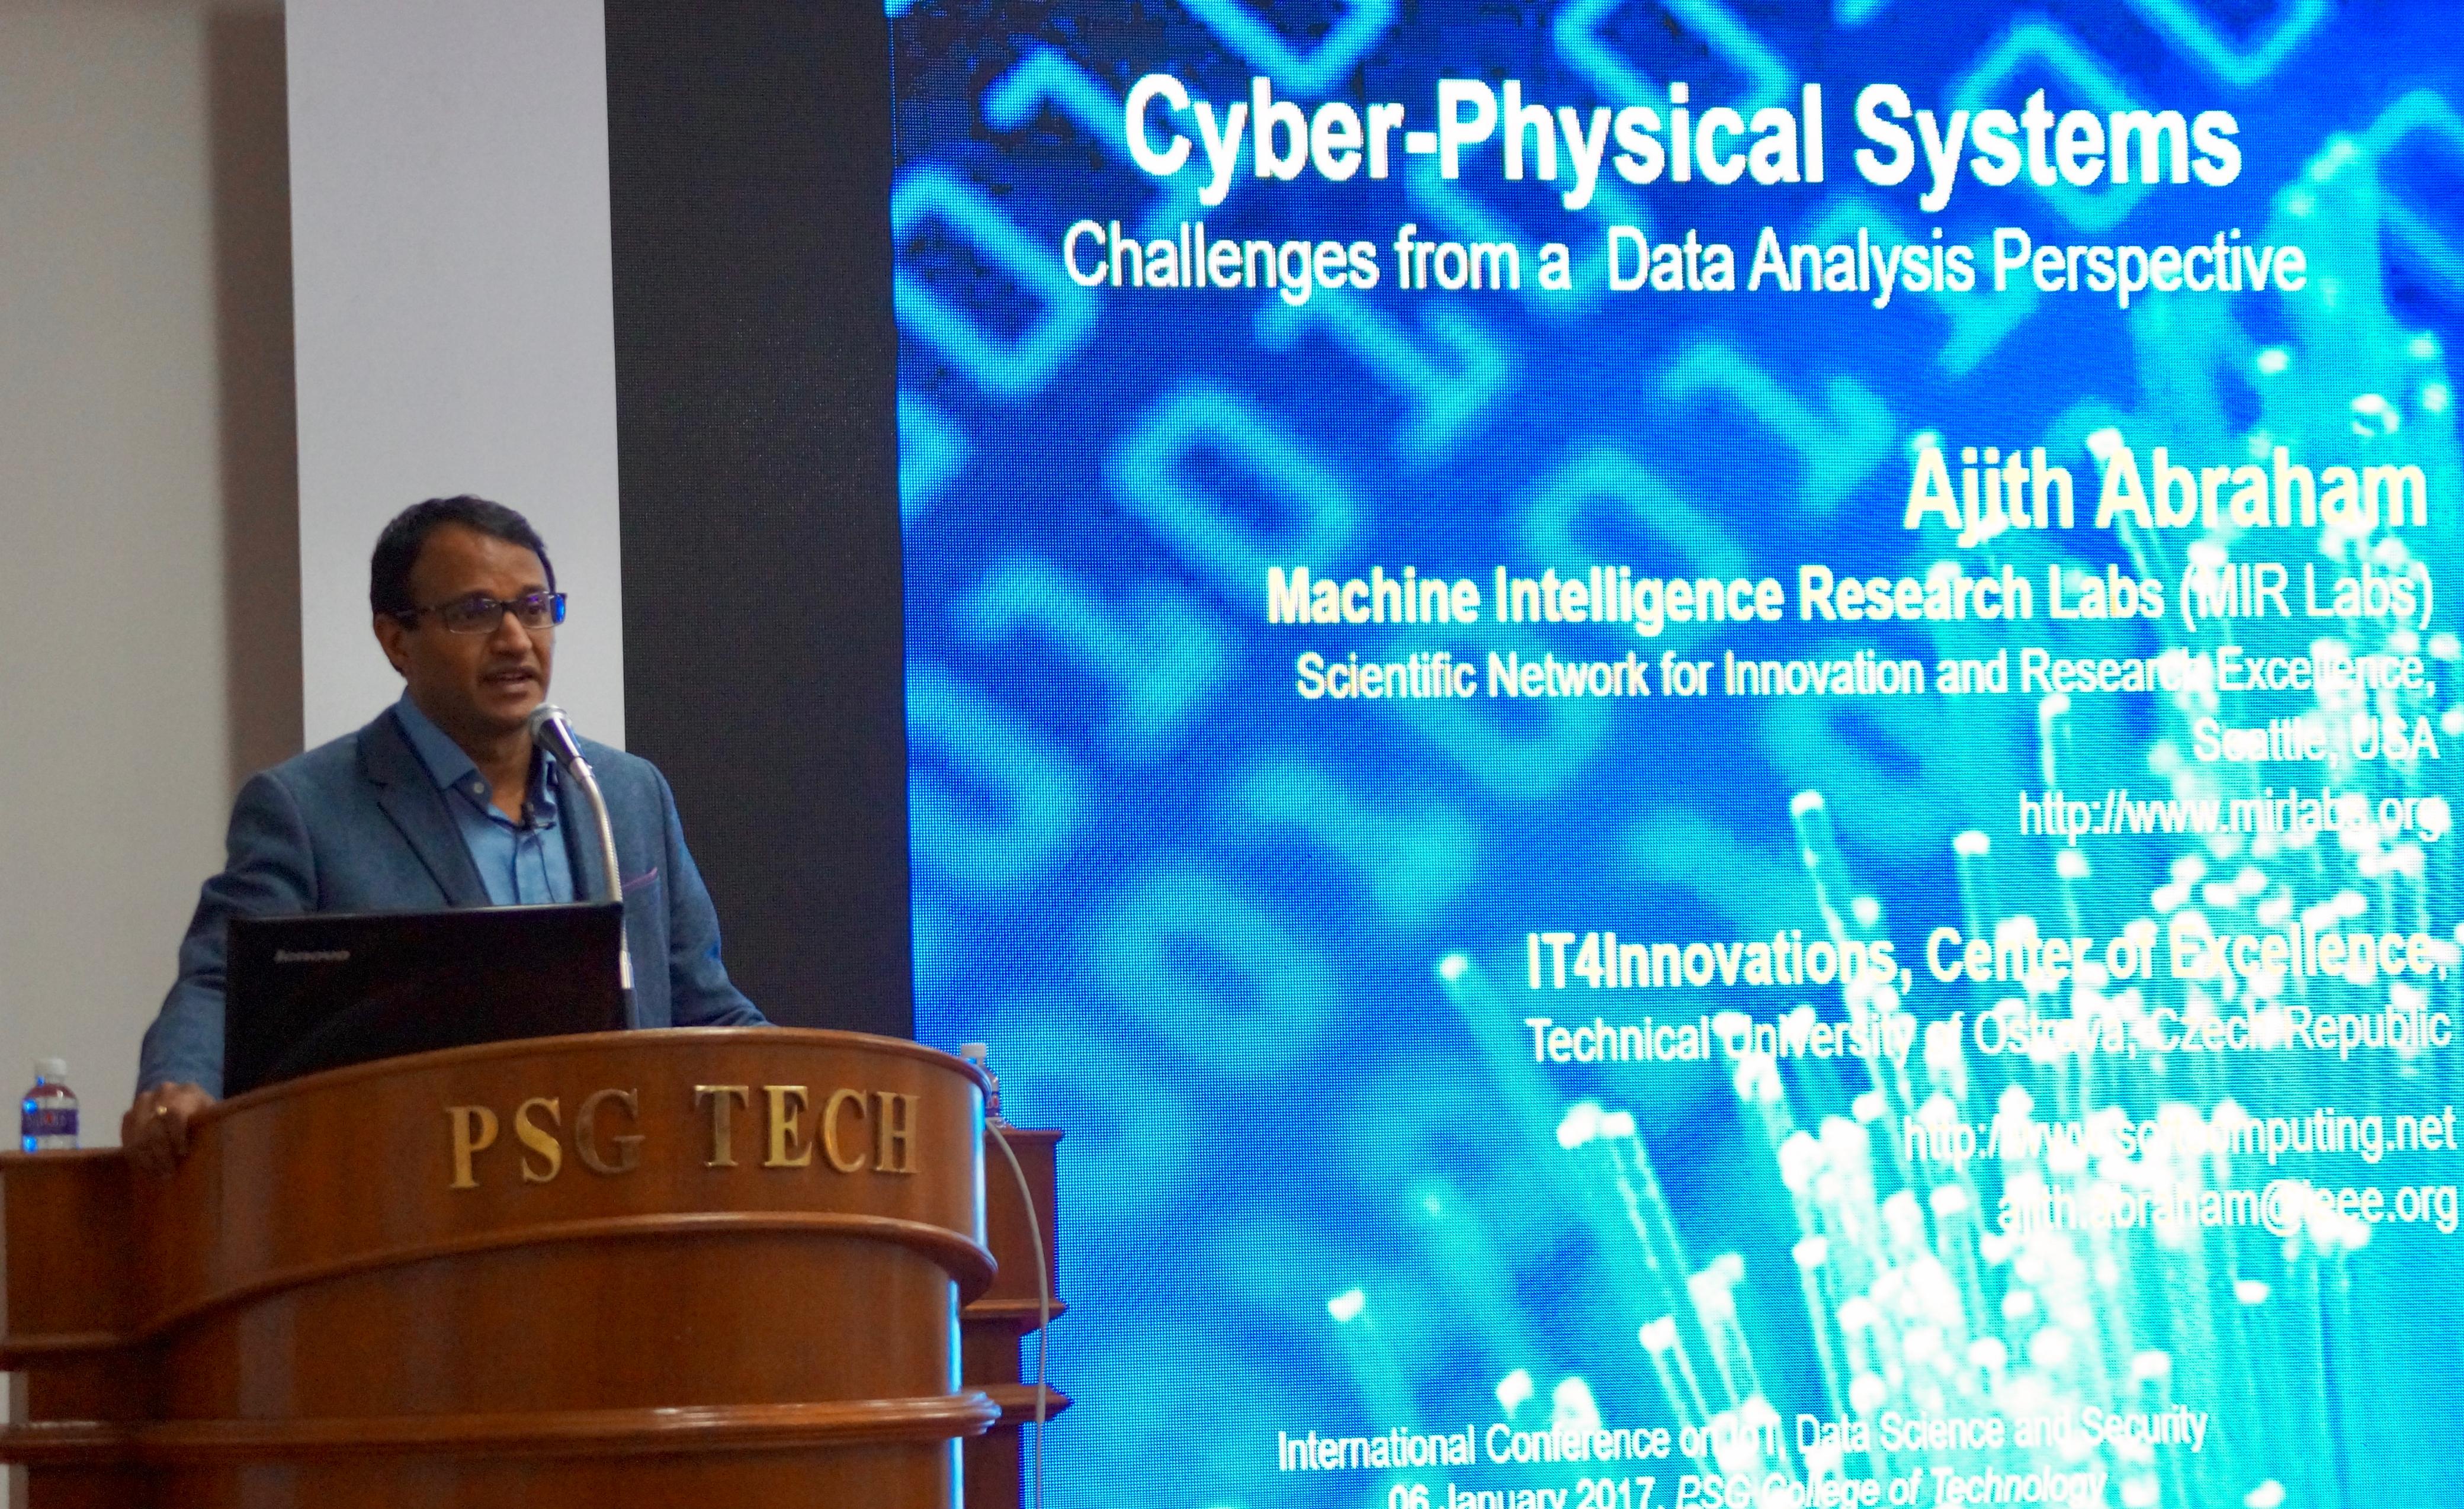 Cyber-Physical Systems
Challenges from a Data Analysis Perspective
Ajith Abraham
Machine Intelligence Research Labs (MIR Labs)
Scientific Network for Innovation and Research Excellence,
Seattle, USA
http://www.mirlabs.org
IT4Innovations, Center of Excellence,
Technical University of Ostrava, Czech Republic
http://www.softcomputing.net
ajith.abraham@ieee.org
International Conference on IoT, Data Science and Security
06 January 2017, PSG College of Technology
lenovo
PSG TECH